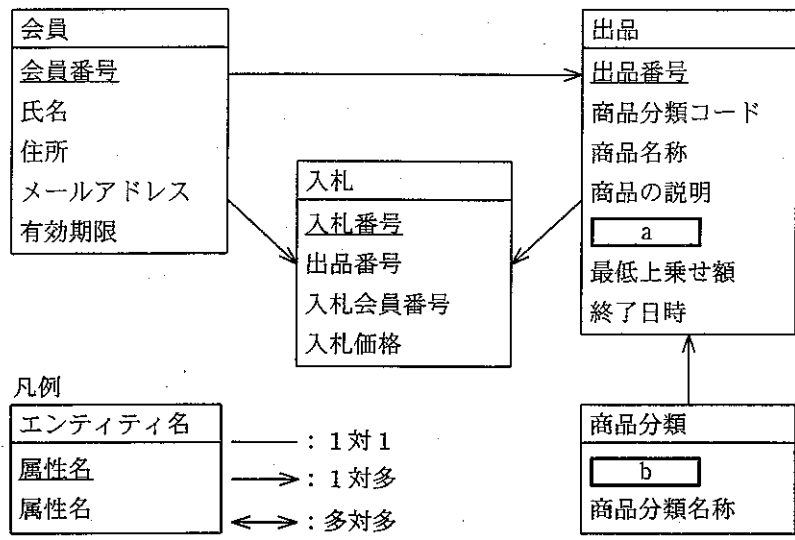 会員
会員番号
氏名
住所
メールアドレス
有効期限
入札
入札番号
出品番号
入札会員番号
入札価格
出品
出品番号
商品分類コード
商品名称
商品の説明
a
最低上乗せ額
終了日時
商品分類
b
商品分類名称
凡例
エンティティ名
属性名
属性名
：1対1
：1対多
：多対多